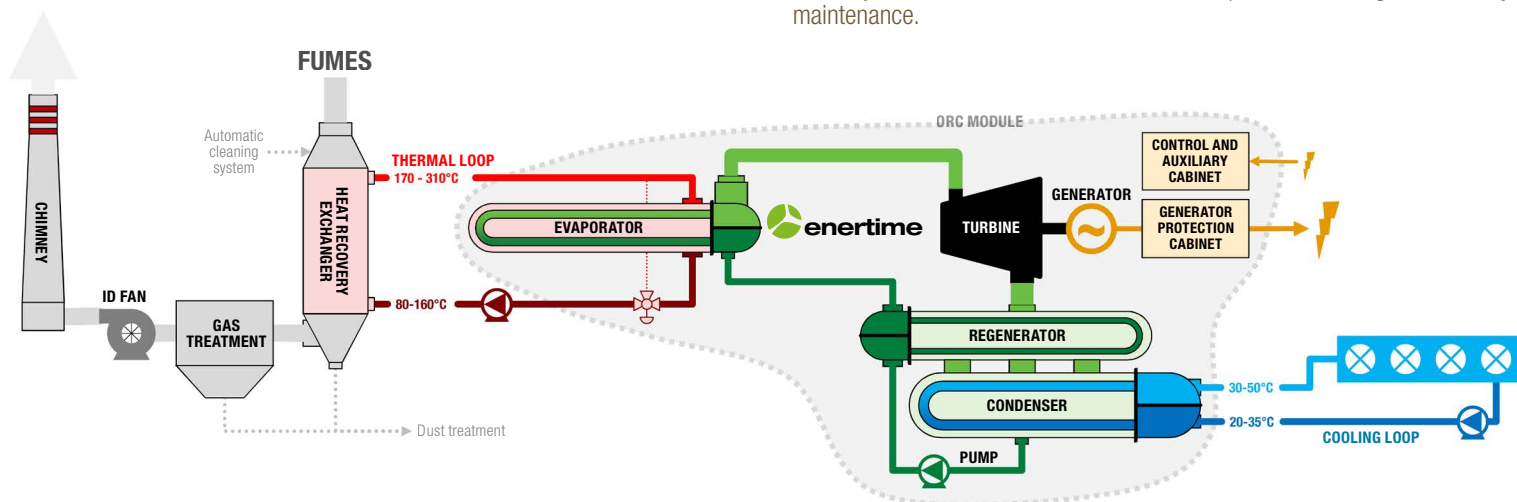 maintenance.
FUMES
Automatic
cleaning
system
THERMAL LOOP
170 - 310°C
HEAT RECOVERY
EXCHANGER
80-160°C
CHIMNEY
ID FAN
GAS
TREATMENT
Dust treatment
ORC MODULE
EVAPORATOR
enertime
TURBINE
GENERATOR
CONTROL AND
AUXILIARY
CABINET
GENERATOR
PROTECTION
CABINET
REGENERATOR
CONDENSER
PUMP
30-50°C
20-35°C
COOLING LOOP